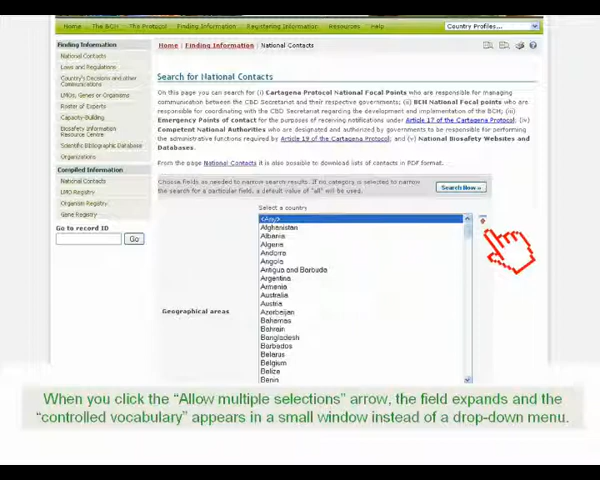 Home The BCH The Protocol Finding Information Registering Information Resources Help Country Profiles...
Finding Information
National Contacts
Laws and Regulations
Country's Decisions and other Communications
LMOs, Genes or Organisms
Roster of Experts
Capacity-Building
Biosafety Information Resource Centre
Scientific Bibliographic Database
Organizations
Compiled Information
National Contacts
LMO Registry
Organism Registry
Gene Registry
Go to record ID
Go
Home | Finding Information | National Contacts
Search for National Contacts
On this page you can search for (i) Cartagena Protocol National Focal Points who are responsible for managing
communication between the CBD Secretariat and their respective governments; (ii) BCH National Focal points who are
responsible for coordinating with the CBD Secretariat regarding the development and implementation of the BCH; (iii)
Emergency Points of contact for the purposes of receiving notifications under Article 17 of the Cartagena Protocol; (iv)
Competent National Authorities who are designated and authorized by governments to be responsible for performing
the administrative functions required by Article 19 of the Cartagena Protocol; and (v) National Biosafety Websites and
Databases.
From the page National Contacts it is also possible to download lists of contacts in PDF format.
Choose fields as needed to narrow search results. If no category is selected to narrow
the search for a particular field, a default value of "all" will be used.
Search Now »
Select a country
Geographical areas
<Any>
Afghanistan
Albania
Algeria
Andorra
Angola
Antigua and Barbuda
Argentina
Armenia
Australia
Austria
Azerbaijan
Bahamas
Bahrain
Bangladesh
Barbados
Belarus
Belgium
Belize
Benin
When you click the “Allow multiple selections” arrow, the field expands and the
“controlled vocabulary” appears in a small window instead of a drop-down menu.